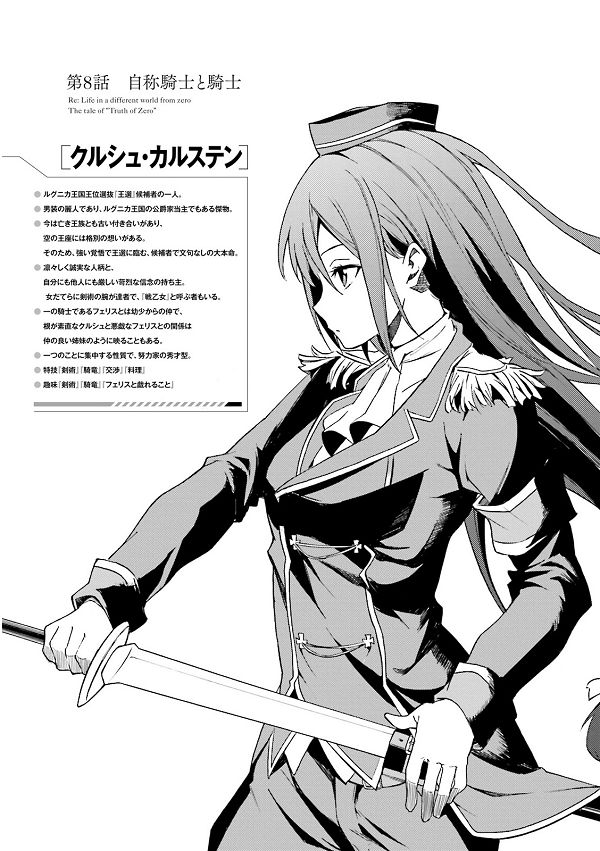 第8話　自称騎士と騎士
Re: Life in a different world from zero
The tale of "Truth of Zero"
［クルシュ・カルステン］
●ルグニカ王国王位選抜『王選』候補者の一人。
●男装の麗人であり、ルグニカ王国の公爵家当主でもある傑物。
●今は亡き王族とも古い付き合いがあり、
空の王座には格別の想いがある。
そのため、強い覚悟で王選に臨む、候補者で文句なしの大本命。
●凛々しく誠実な人柄と、
自分にも他人にも厳しい苛烈な信念の持ち主。
女だてらに剣術の腕が達者で、『戦乙女』と呼ぶ者もいる。
●一の騎士であるフェリスとは幼少からの仲で、
根が素直なクルシュと悪戯なフェリスとの関係は
仲の良い姉妹のように映ることもある。
●一つのことに集中する性質で、努力家の秀才型。
●特技『剣術』『騎竜』『交渉』『料理』
●趣味『剣術』『騎竜』『フェリスと戯れること』